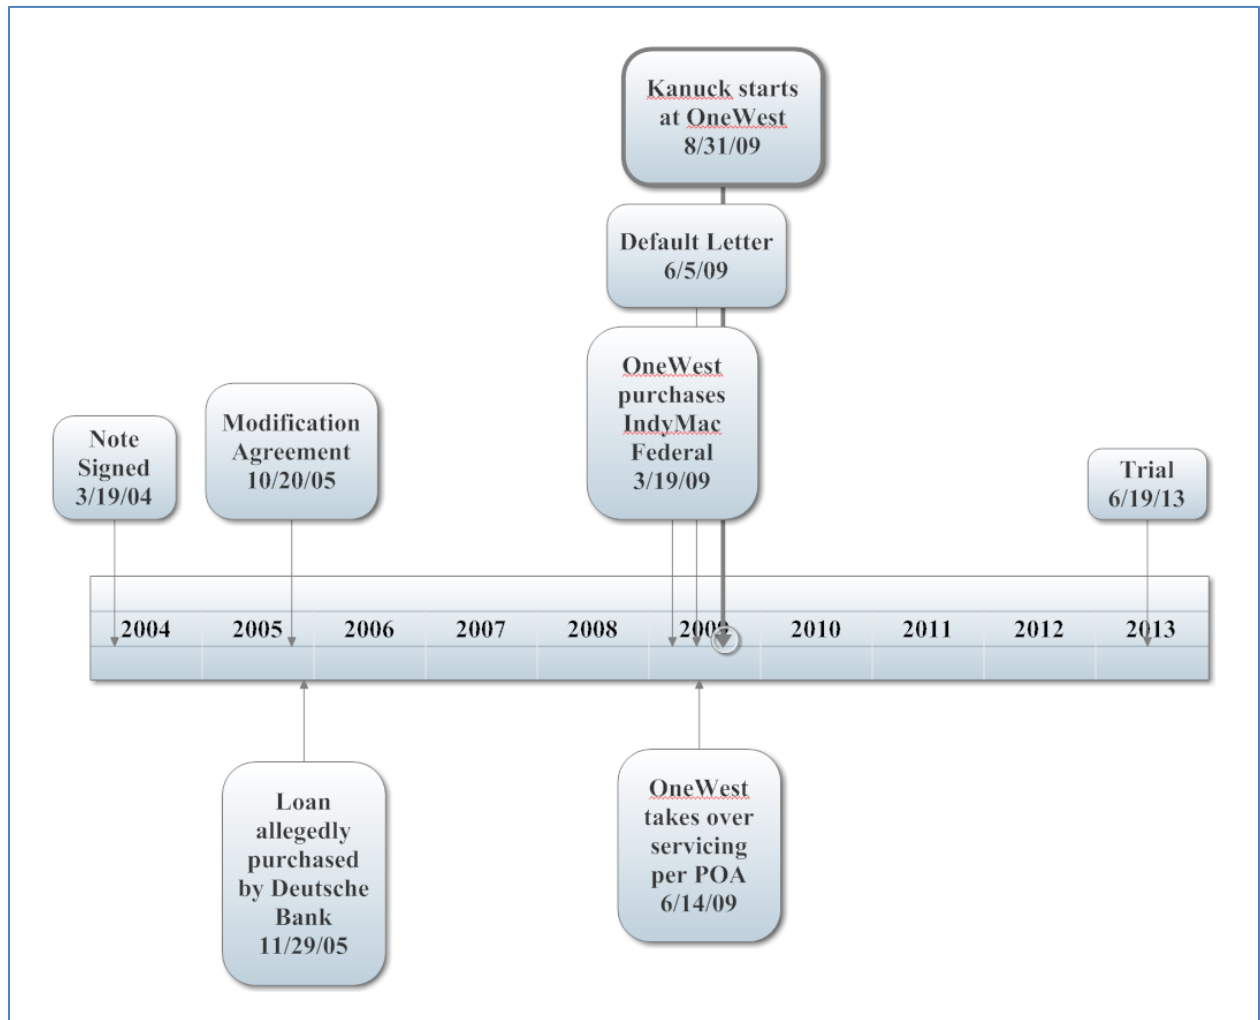 Kanuck starts
at OneWest
8/31/09
Default Letter
6/5/09
OneWest
purchases
IndyMac
Federal
3/19/09
Note
Signed
3/19/04
Modification
Agreement
10/20/05
Trial
6/19/13
2004 2005 2006 2007 2008 2009 2010 2011 2012 2013
Loan
allegedly
purchased
by Deutsche
Bank
11/29/05
OneWest
takes over
servicing
per POA
6/14/09